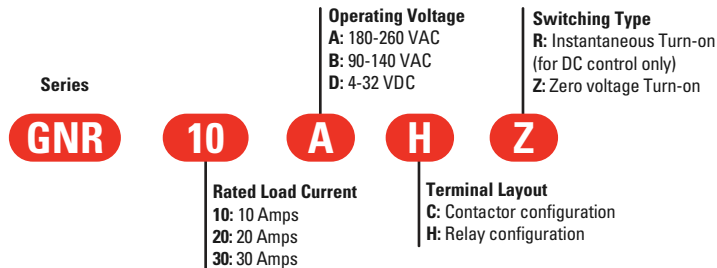 Operating Voltage
A: 180-260 VAC
B: 90-140 VAC
D: 4-32 VDC
Switching Type
R: Instantaneous Turn-on
(for DC control only)
Z: Zero voltage Turn-on
Series
GNR
10
A
H
Z
Rated Load Current
10: 10 Amps
20: 20 Amps
30: 30 Amps
Terminal Layout
C: Contactor configuration
H: Relay configuration